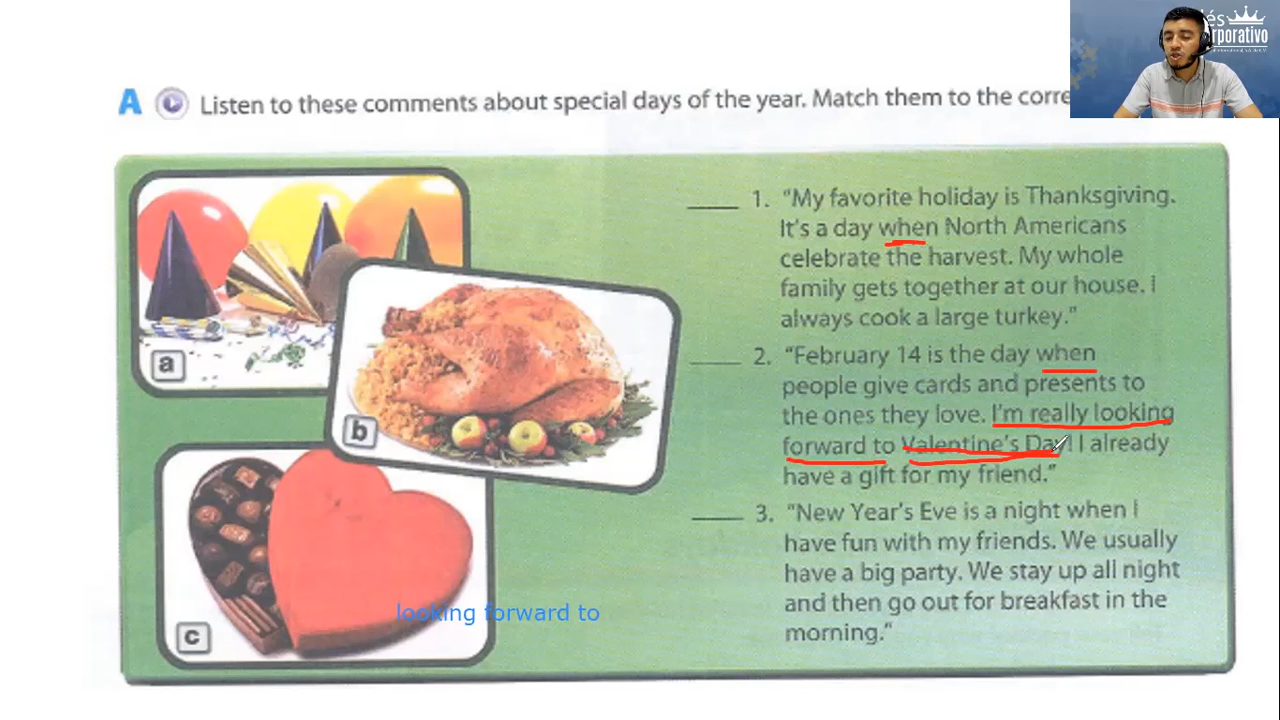 és
rporativo
A Listen to these comments about special days of the year. Match them to the corre
a
b
c
1. "My favorite holiday is Thanksgiving.
It's a day when North Americans
celebrate the harvest. My whole
family gets together at our house. I
always cook a large turkey."
2. "February 14 is the day when
people give cards and presents to
the ones they love. I'm really looking
forward to Valentine's Day! I already
have a gift for my friend."
3. "New Year's Eve is a night when I
have fun with my friends. We usually
have a big party. We stay up all night
and then go out for breakfast in the
morning."
looking forward to